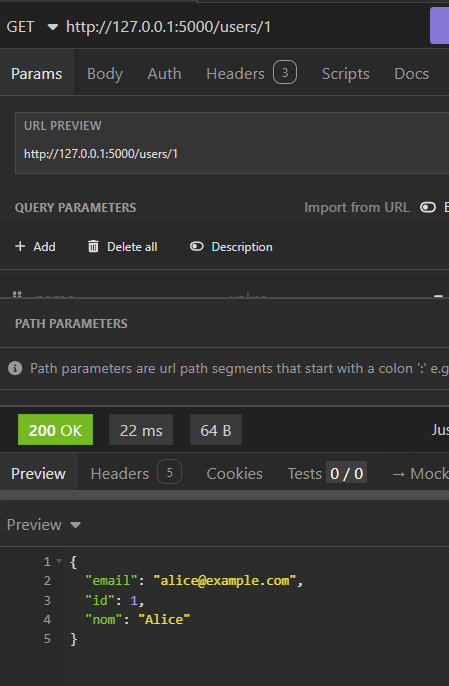 GET http://127.0.0.1:5000/users/1
Params Body Auth Headers 3 Scripts Docs
URL PREVIEW
http://127.0.0.1:5000/users/1
QUERY PARAMETERS Import from URL
+ Add Delete all Description
name value
PATH PARAMETERS
Path parameters are url path segments that start with a colon ':' e.g
200 OK 22 ms 64 B Jus
Preview Headers 5 Cookies Tests 0 / 0 → Mock
Preview
1 {
2 "email": "alice@example.com",
3 "id": 1,
4 "nom": "Alice"
5 }